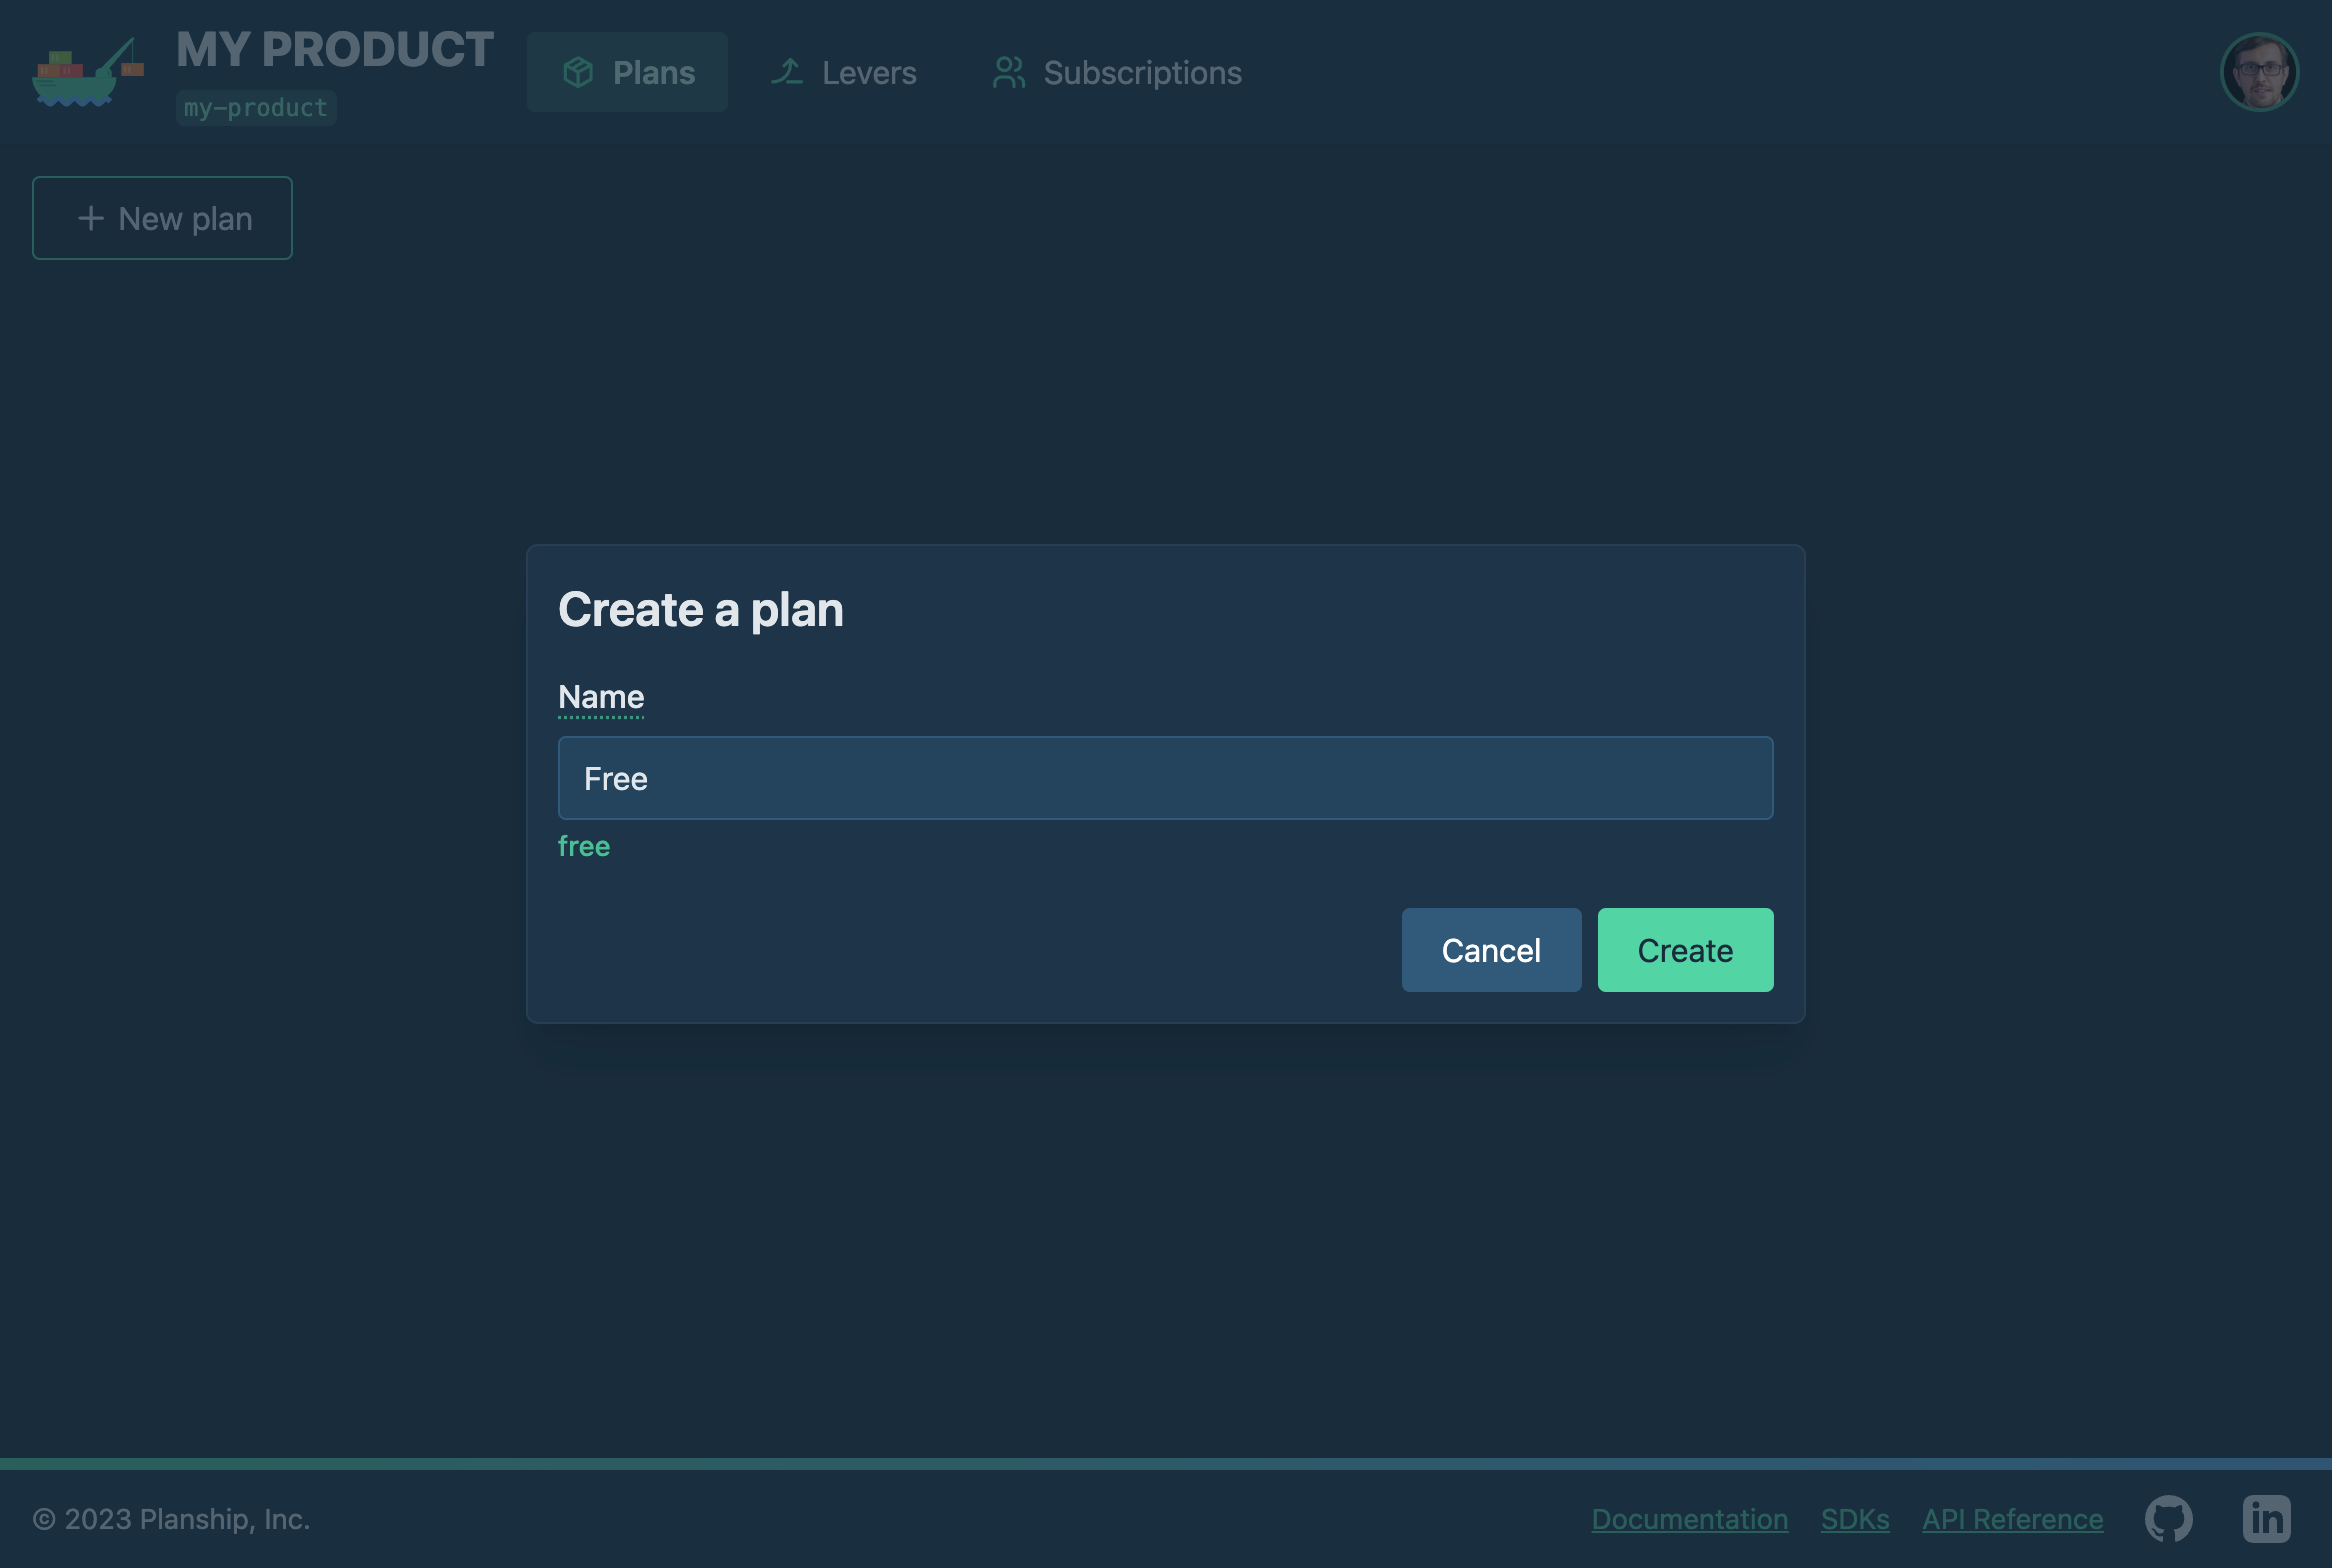 MY PRODUCT
my-product
Plans
Levers
Subscriptions
New plan
Create a plan
Name
Free
free
Cancel
Create
© 2023 Planship, Inc.
Documentation
SDKs
API Reference
in